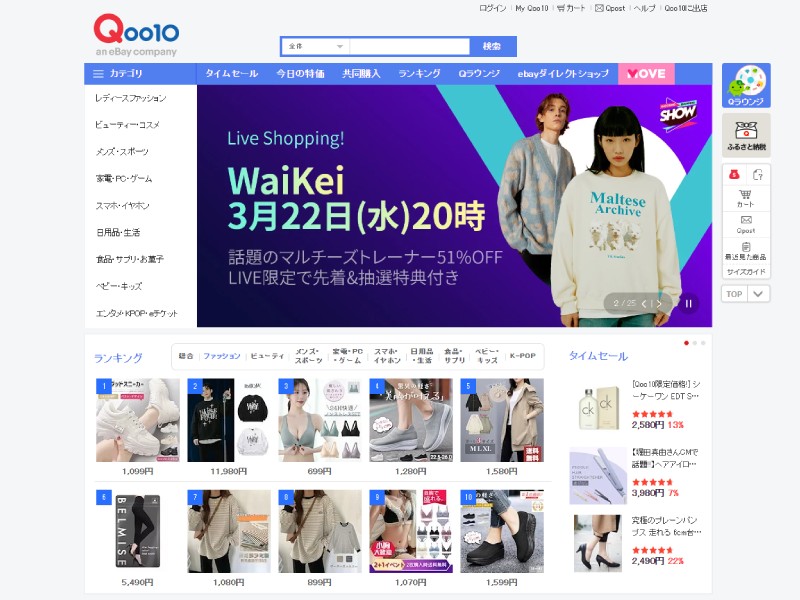 ログイン My Qoo10 カート Qpost ヘルプ Qoo10に出店
Qoo10
an eBay company
全体
検索
カテゴリ
タイムセール 今日の特価 共同購入 ランキング Qラウンジ eBayダイレクトショップ MOVE
レディースファッション
ビューティー・コスメ
メンズ・スポーツ
家電・PC・ゲーム
スマホ・イヤホン
日用品・生活
食品・サプリ・お菓子
ベビー・キッズ
エンタメ・KPOP・eチケット
Live Shopping!
WaiKei
3月22日(水)20時
話題のマルチーズトレーナー51%OFF
LIVE限定で先着&抽選特典付き
SHOW
Maltese
Archive
2 / 25
Qラウンジ
ふるさと納税
カート
Qpost
最近見た商品
サイズガイド
TOP
ランキング
総合 ファッション ビューティ メンズ・スポーツ 家電・PC・ゲーム スマホ・イヤホン 日用品・生活 食品・サプリ ベビー・キッズ K-POP
1
1,099円
2
11,980円
3
699円
4
1,280円
5
M L XL
送料無料
1,580円
6
BELMISE
5,490円
7
1,080円
8
899円
9
2+1イベント
1,070円
10
1,599円
タイムセール
ck
[Qoo10限定価格!] シ
ーケーワン EDT S…
2,580円 13%
【堀田真由さんCMで
話題!】ヘアアイロ…
3,980円 7%
究極のプレーンパン
プス 走れる 6cm台…
2,490円 22%